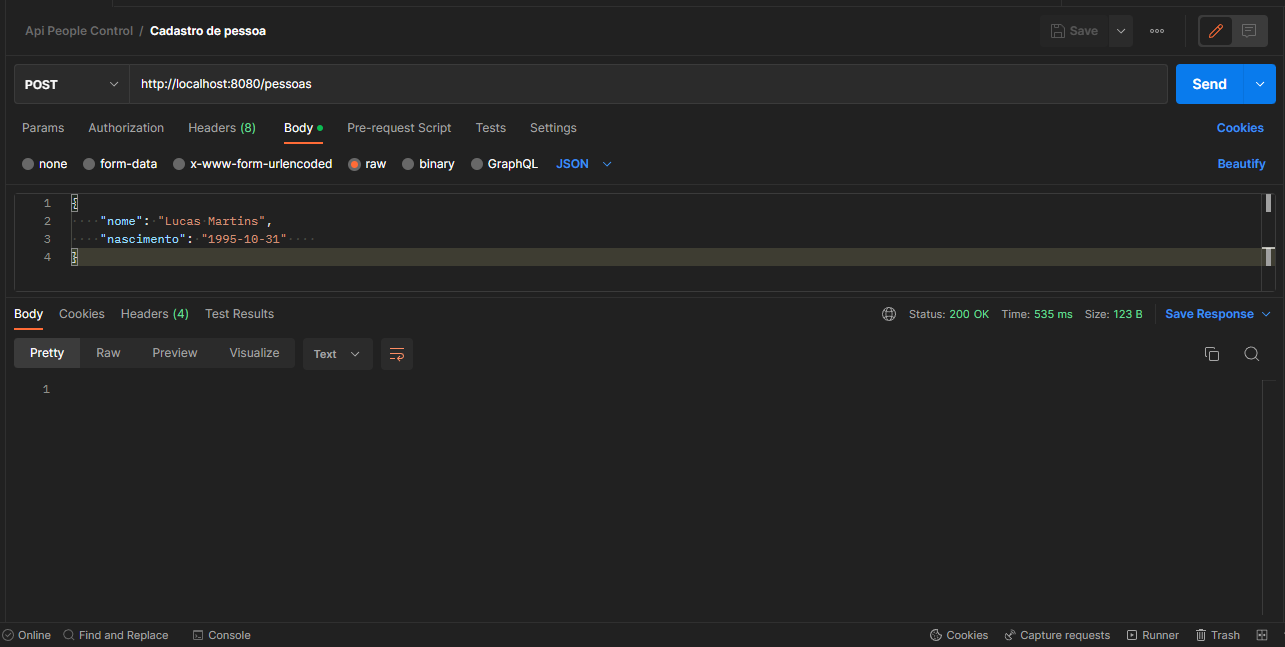 Api People Control / Cadastro de pessoa Save
POST http://localhost:8080/pessoas Send
Params Authorization Headers (8) Body Pre-request Script Tests Settings Cookies
none form-data x-www-form-urlencoded raw binary GraphQL JSON Beautify
1 {
2 "nome": "Lucas Martins",
3 "nascimento": "1995-10-31"
4 }
Body Cookies Headers (4) Test Results Status: 200 OK Time: 535 ms Size: 123 B Save Response
Pretty Raw Preview Visualize Text
1
Online Find and Replace Console Cookies Capture requests Runner Trash